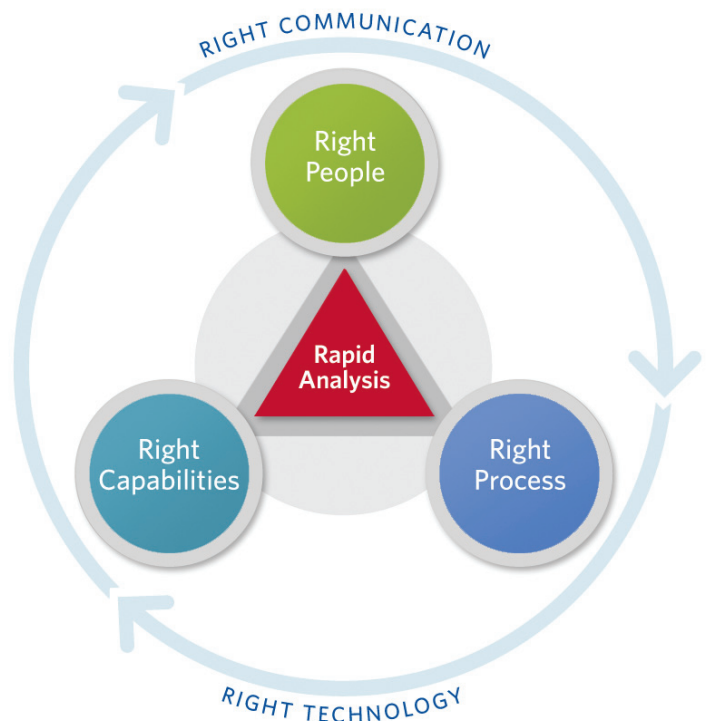 RIGHT COMMUNICATION
Right
People
Rapid
Analysis
Right
Capabilities
Right
Process
RIGHT TECHNOLOGY